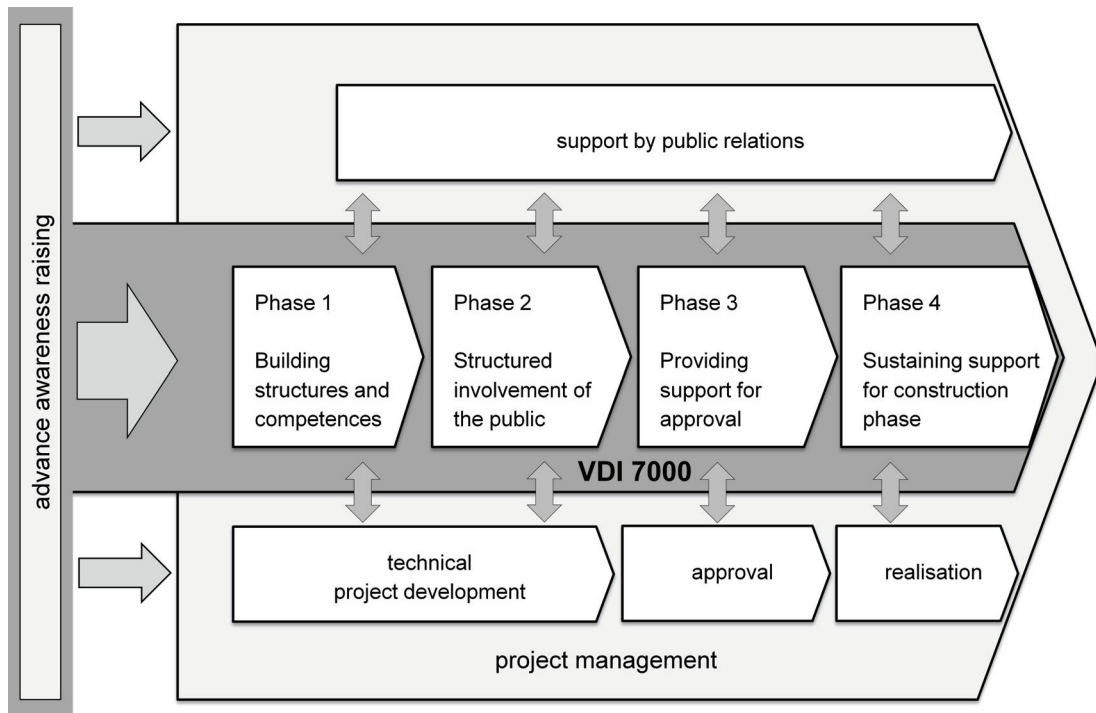 advance awareness raising
support by public relations
Phase 1
Building
structures and
competences
Phase 2
Structured
involvement of
the public
Phase 3
Providing
support for
approval
Phase 4
Sustaining support
for construction
phase
VDI 7000
technical
project development
approval
realisation
project management